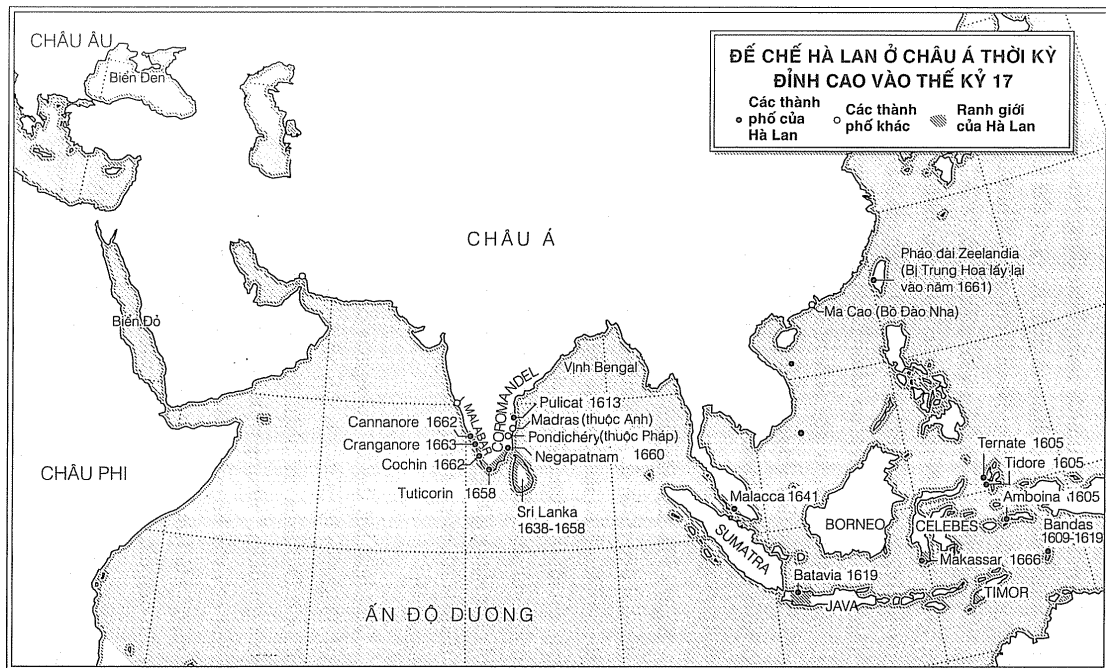 CHÂU ÂU
Biển Đen
ĐẾ CHẾ HÀ LAN Ở CHÂU Á THỜI KỲ
ĐỈNH CAO VÀO THẾ KỶ 17
Các thành
phố của
Hà Lan
Các thành
phố khác
Ranh giới
của Hà Lan
CHÂU Á
Pháo đài Zeelandia
(Bị Trung Hoa lấy lại
vào năm 1661)
Ma Cao (Bồ Đào Nha)
Biển Đỏ
Vịnh Bengal
COROMANDEL
MALABAR
Pulicat 1613
Madras (thuộc Anh)
Pondichéry (thuộc Pháp)
Negapatnam 1660
Cannanore 1662
Cranganore 1663
Cochin 1662
Tuticorin 1658
Sri Lanka
1638-1658
CHÂU PHI
Ternate 1605
Tidore 1605
Amboina 1605
Bandas
1609-1619
Malacca 1641
BORNEO
CELEBES
SUMATRA
Makassar 1666
Batavia 1619
JAVA
TIMOR
ẤN ĐỘ DƯƠNG